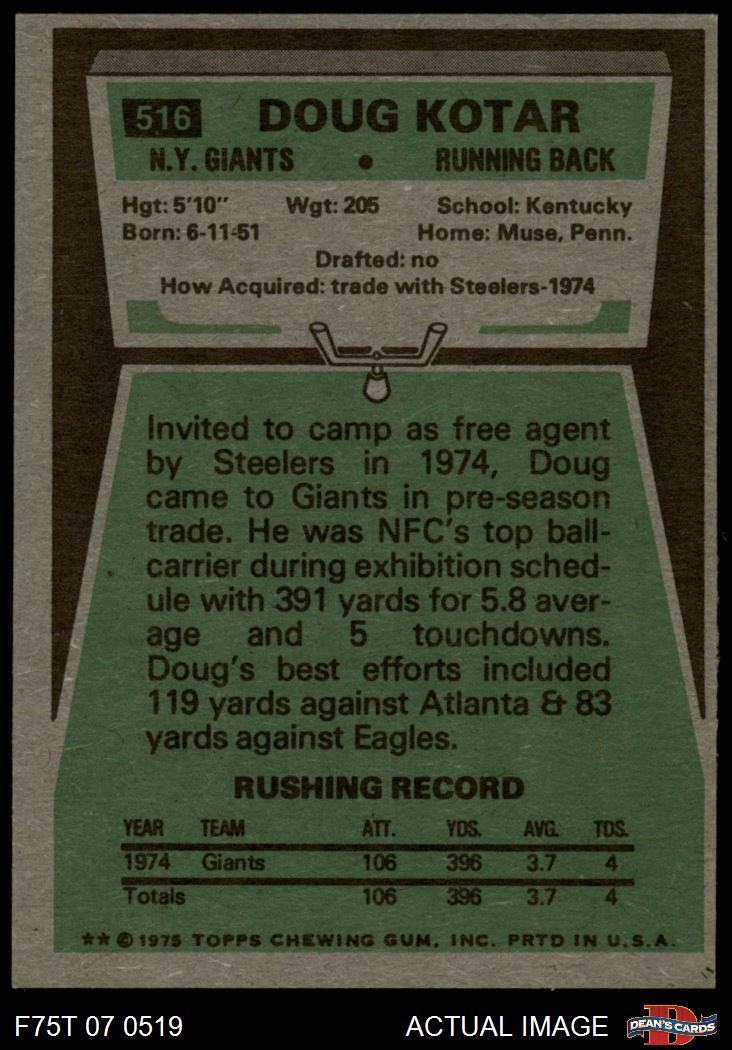 516 DOUG KOTAR
N.Y. GIANTS • RUNNING BACK
Hgt: 5'10" Wgt: 205 School: Kentucky
Born: 6-11-51 Home: Muse, Penn.
Drafted: no
How Acquired: trade with Steelers-1974
Invited to camp as free agent
by Steelers in 1974, Doug
came to Giants in pre-season
trade. He was NFC's top ball-
carrier during exhibition sched-
ule with 391 yards for 5.8 aver-
age and 5 touchdowns.
Doug's best efforts included
119 yards against Atlanta & 83
yards against Eagles.
RUSHING RECORD
YEAR TEAM ATT. YDS. AVG. TDS.
1974 Giants 106 396 3.7 4
Totals 106 396 3.7 4
★★ © 1975 TOPPS CHEWING GUM, INC. PRTD IN U.S.A.
F75T 07 0519 ACTUAL IMAGE D DEAN'S CARDS